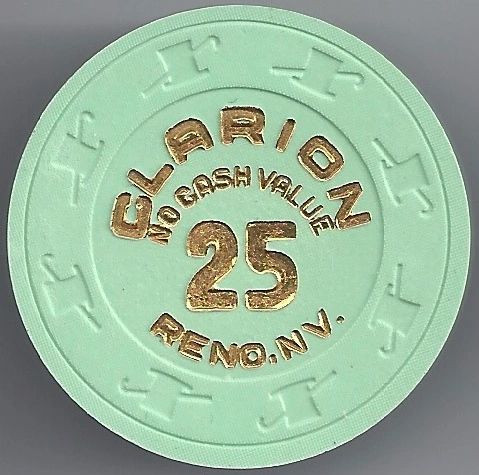 CLARION
NO CASH VALUE
25
RENO.NV.